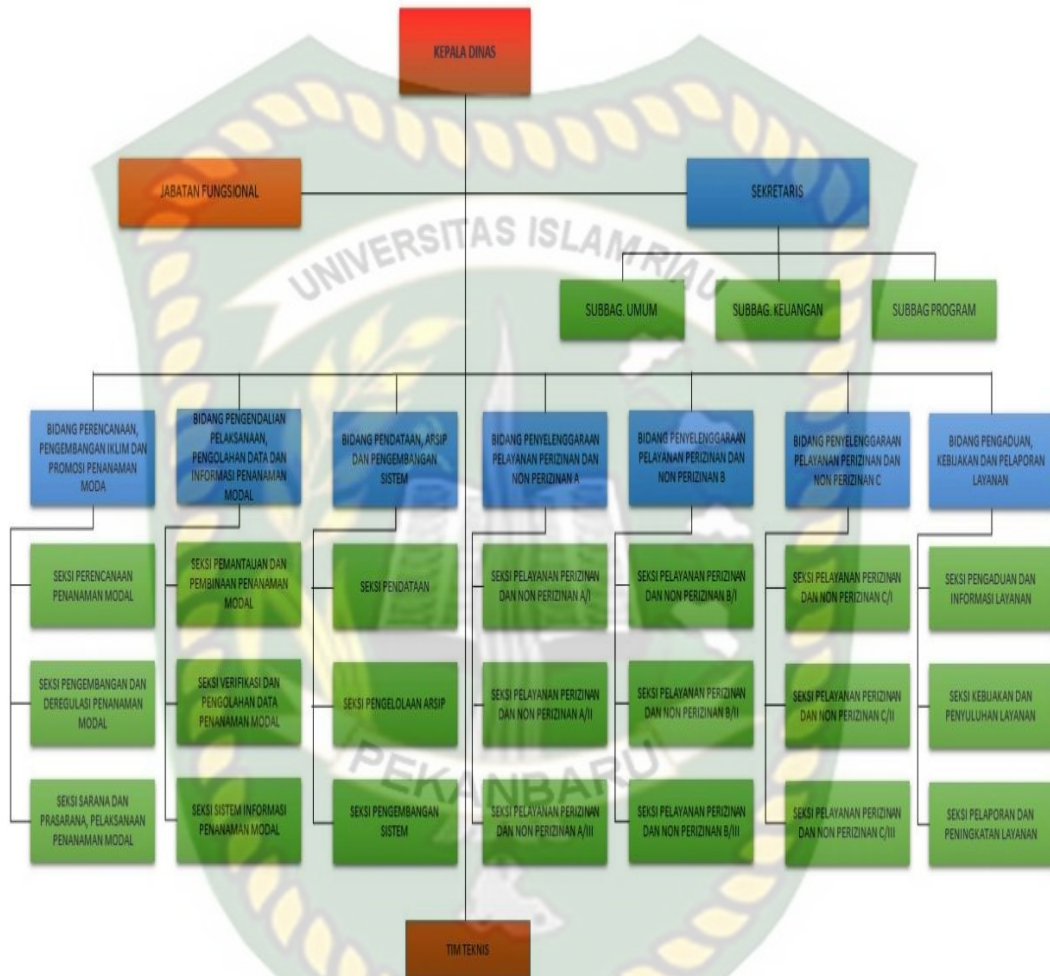 KEPALA DINAS
JABATAN FUNGSIONAL
SEKRETARIS
UNIVERSITAS ISLAM RIAU
SUBBAG. UMUM
SUBBAG. KEUANGAN
SUBBAG PROGRAM
BIDANG PERENCANAAN,
PENGEMBANGAN IKLIM DAN
PROMOSI PENANAMAN
MODA
BIDANG PENGENDALIAN
PELAKSANAAN,
PENGOLAHAN DATA DAN
INFORMASI PENANAMAN
MODAL
BIDANG PENDATAAN, ARSIP
DAN PENGEMBANGAN
SISTEM
BIDANG PENYELENGGARAAN
PELAYANAN PERIZINAN DAN
NON PERIZINAN A
BIDANG PENYELENGGARAAN
PELAYANAN PERIZINAN DAN
NON PERIZINAN B
BIDANG PENYELENGGARAAN
PELAYANAN PERIZINAN DAN
NON PERIZINAN C
BIDANG PENGADUAN,
KEBIJAKAN DAN PELAPORAN
LAYANAN
SEKSI PERENCANAAN
PENANAMAN MODAL
SEKSI PEMANTAUAN DAN
PEMBINAAN PENANAMAN
MODAL
SEKSI PENDATAAN
SEKSI PELAYANAN PERIZINAN
DAN NON PERIZINAN A/I
SEKSI PELAYANAN PERIZINAN
DAN NON PERIZINAN B/I
SEKSI PELAYANAN PERIZINAN
DAN NON PERIZINAN C/I
SEKSI PENGADUAN DAN
INFORMASI LAYANAN
SEKSI PENGEMBANGAN DAN
DEREGULASI PENANAMAN
MODAL
SEKSI VERIFIKASI DAN
PENGOLAHAN DATA
PENANAMAN MODAL
SEKSI PENGELOLAAN ARSIP
SEKSI PELAYANAN PERIZINAN
DAN NON PERIZINAN A/II
SEKSI PELAYANAN PERIZINAN
DAN NON PERIZINAN B/II
SEKSI PELAYANAN PERIZINAN
DAN NON PERIZINAN C/II
SEKSI KEBIJAKAN DAN
PENYULUHAN LAYANAN
PEKANBARU
SEKSI SARANA DAN
PRASARANA, PELAKSANAAN
PENANAMAN MODAL
SEKSI SISTEM INFORMASI
PENANAMAN MODAL
SEKSI PENGEMBANGAN
SISTEM
SEKSI PELAYANAN PERIZINAN
DAN NON PERIZINAN A/III
SEKSI PELAYANAN PERIZINAN
DAN NON PERIZINAN B/III
SEKSI PELAYANAN PERIZINAN
DAN NON PERIZINAN C/III
SEKSI PELAPORAN DAN
PENINGKATAN LAYANAN
TIM TEKNIS